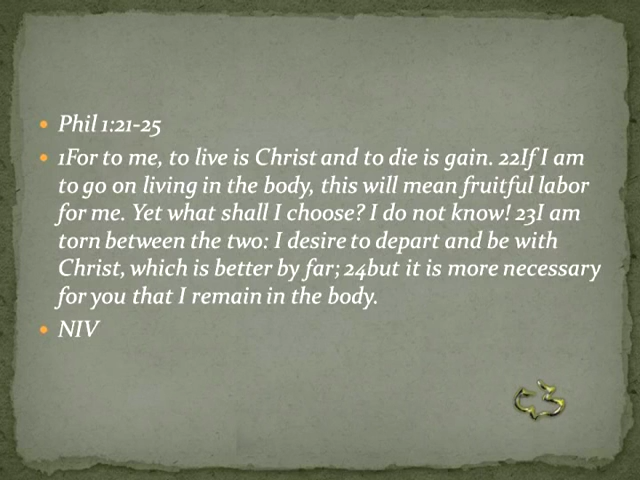 Phil 1:21-25
1For to me, to live is Christ and to die is gain. 22If I am
to go on living in the body, this will mean fruitful labor
for me. Yet what shall I choose? I do not know! 23I am
torn between the two: I desire to depart and be with
Christ, which is better by far; 24but it is more necessary
for you that I remain in the body.
NIV